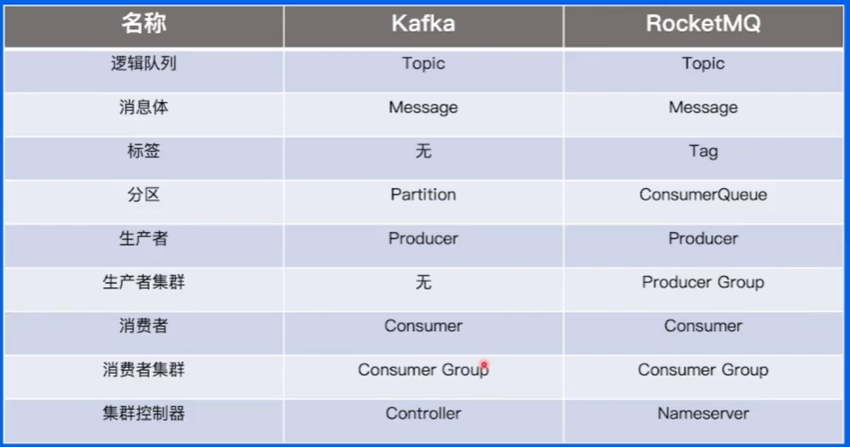 名称 Kafka RocketMQ
逻辑队列 Topic Topic
消息体 Message Message
标签 无 Tag
分区 Partition ConsumerQueue
生产者 Producer Producer
生产者集群 无 Producer Group
消费者 Consumer Consumer
消费者集群 Consumer Group Consumer Group
集群控制器 Controller Nameserver